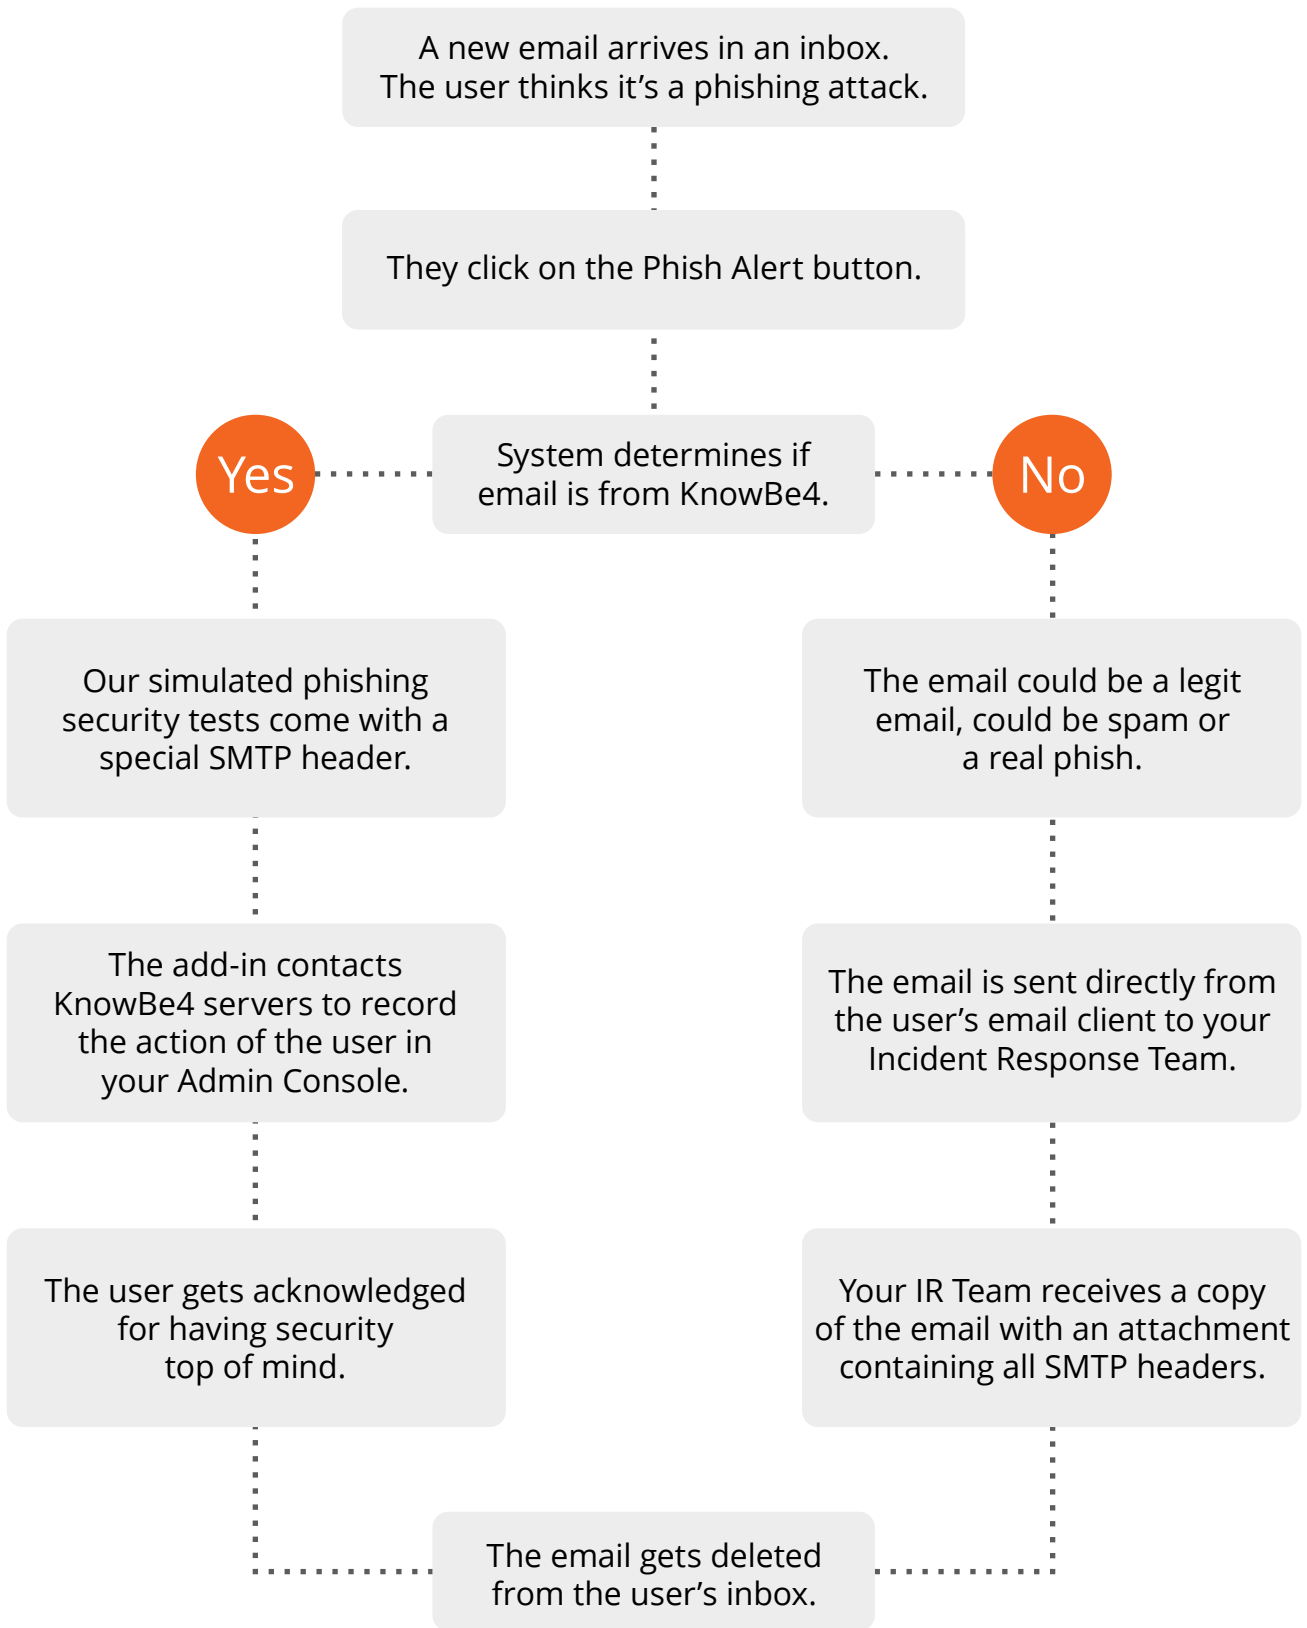 A new email arrives in an inbox.
The user thinks it’s a phishing attack.
They click on the Phish Alert button.
Yes
System determines if
email is from KnowBe4.
No
Our simulated phishing
security tests come with a
special SMTP header.
The add-in contacts
KnowBe4 servers to record
the action of the user in
your Admin Console.
The user gets acknowledged
for having security
top of mind.
The email could be a legit
email, could be spam or
a real phish.
The email is sent directly from
the user’s email client to your
Incident Response Team.
Your IR Team receives a copy
of the email with an attachment
containing all SMTP headers.
The email gets deleted
from the user’s inbox.